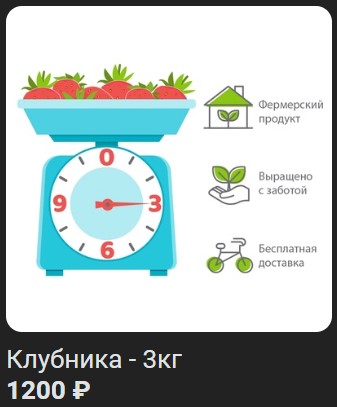 0
9
3
6
Фермерский
продукт
Выращено
с заботой
Бесплатная
доставка
Клубника - 3кг
1200 ₽